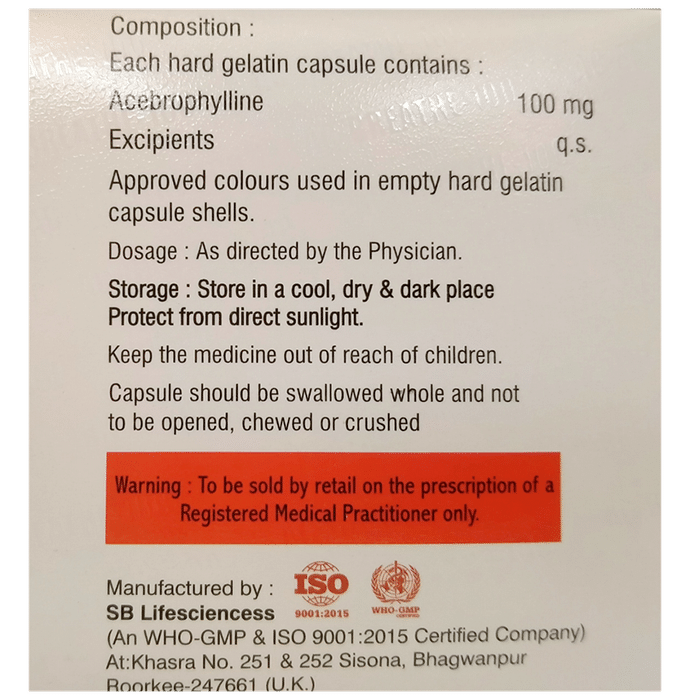 Composition :
Each hard gelatin capsule contains :
Acebrophylline 100 mg
Excipients q.s.
Approved colours used in empty hard gelatin
capsule shells.
Dosage : As directed by the Physician.
Storage : Store in a cool, dry & dark place
Protect from direct sunlight.
Keep the medicine out of reach of children.
Capsule should be swallowed whole and not
to be opened, chewed or crushed
Warning : To be sold by retail on the prescription of a
Registered Medical Practitioner only.
Manufactured by :
ISO
9001:2015
WHO-GMP
CERTIFIED
SB Lifesciencess
(An WHO-GMP & ISO 9001:2015 Certified Company)
At:Khasra No. 251 & 252 Sisona, Bhagwanpur
Roorkee-247661 (U.K.)